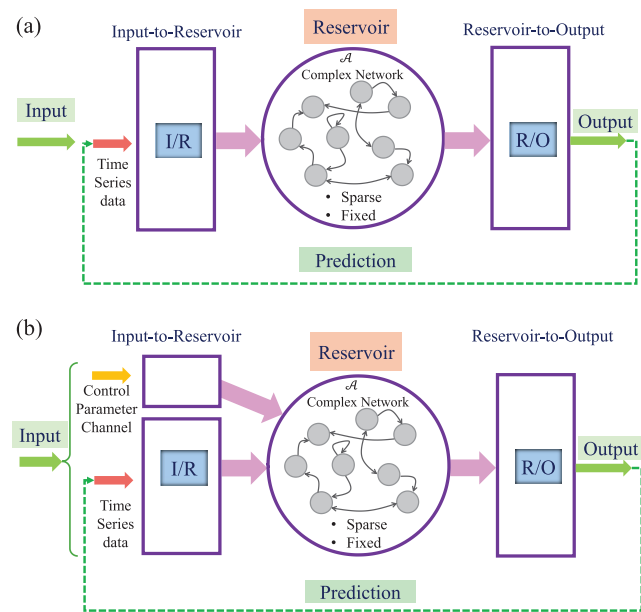 (a)
Input-to-Reservoir
Reservoir
Reservoir-to-Output
𝒜
Complex Network
Input
I/R
R/O
Output
Time
Series
data
• Sparse
• Fixed
Prediction
(b)
Input-to-Reservoir
Reservoir
Reservoir-to-Output
𝒜
Complex Network
Control
Parameter
Channel
Input
I/R
R/O
Output
Time
Series
data
• Sparse
• Fixed
Prediction